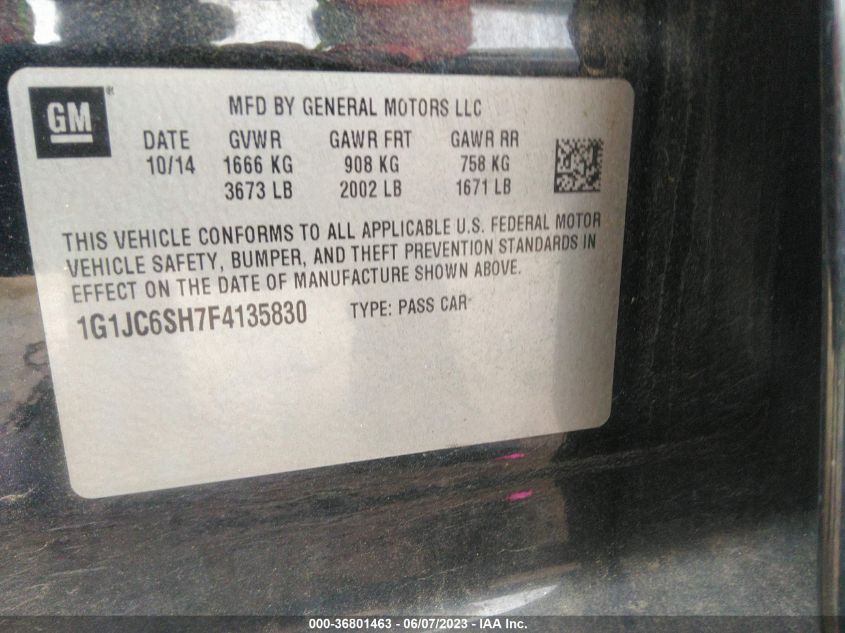 GM
MFD BY GENERAL MOTORS LLC
DATE GVWR GAWR FRT GAWR RR
10/14 1666 KG 908 KG 758 KG
3673 LB 2002 LB 1671 LB
THIS VEHICLE CONFORMS TO ALL APPLICABLE U.S. FEDERAL MOTOR
VEHICLE SAFETY, BUMPER, AND THEFT PREVENTION STANDARDS IN
EFFECT ON THE DATE OF MANUFACTURE SHOWN ABOVE.
1G1JC6SH7F4135830 TYPE: PASS CAR
000-36801463 - 06/07/2023 - IAA Inc.